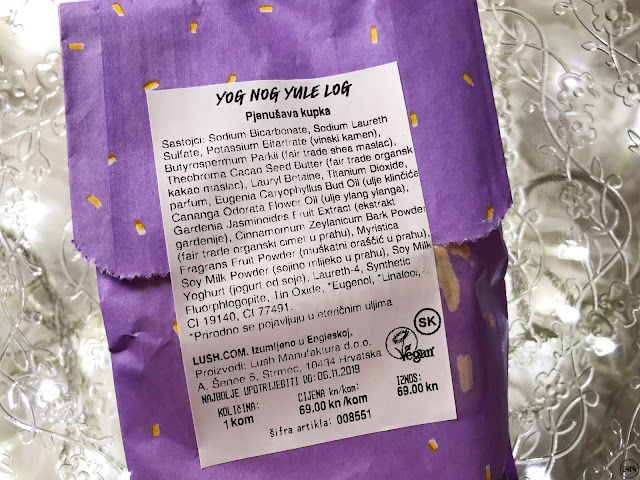 YOG NOG YULE LOG
Pjenušava kupka
Sastojci: Sodium Bicarbonate, Sodium Laureth
Sulfate, Potassium Bitartrate (vinski kamen),
Butyrospermum Parkii (fair trade shea maslac),
Theobroma Cacao Seed Butter (fair trade organsk
kakao maslac), Lauryl Betaine, Titanium Dioxide,
parfum, Eugenia Caryophyllus Bud Oil (ulje klinčića
Cananga Odorata Flower Oil (ulje ylang ylanga),
Gardenia Jasminoides Fruit Extract (ekstrakt
gardenije), Cinnamomum Zeylanicum Bark Powder
(fair trade organski cimet u prahu), Myristica
Fragrans Fruit Powder (muškatni oraščić u prahu),
Soy Milk Powder (sojino mlijeko u prahu), Soy Milk
Yoghurt (jogurt od soje), Laureth-4, Synthetic
Fluorphlogopite, Tin Oxide, *Eugenol, *Linalool,
CI 19140, CI 77491.
*Prirodno se pojavljuju u eteričnim uljima
LUSH.COM. Izumljeno u Engleskoj.
Proizvodi: Lush Manufaktura d.o.o.
A. Šenoe 5, Strmec, 10434 Hrvatska
NAJBOLJE UPOTRIJEBITI DO: 06.11.2019
KOLIČINA: CIJENA kn/kom: IZNOS:
1 kom 69.00 kn/kom 69.00 kn
šifra artikla: 008551
SK
Vegan